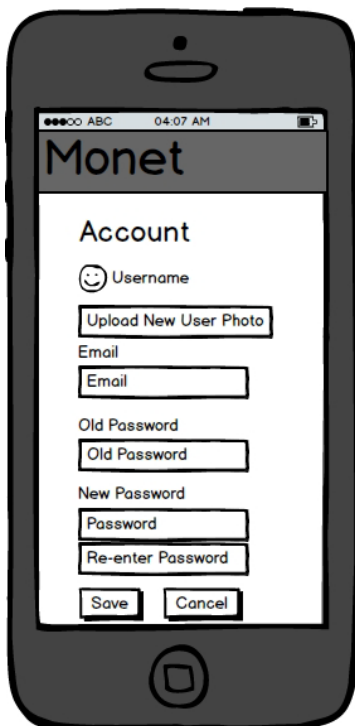 ABC 04:07 AM
Monet
Account
Username
Upload New User Photo
Email
Email
Old Password
Old Password
New Password
Password
Re-enter Password
Save Cancel